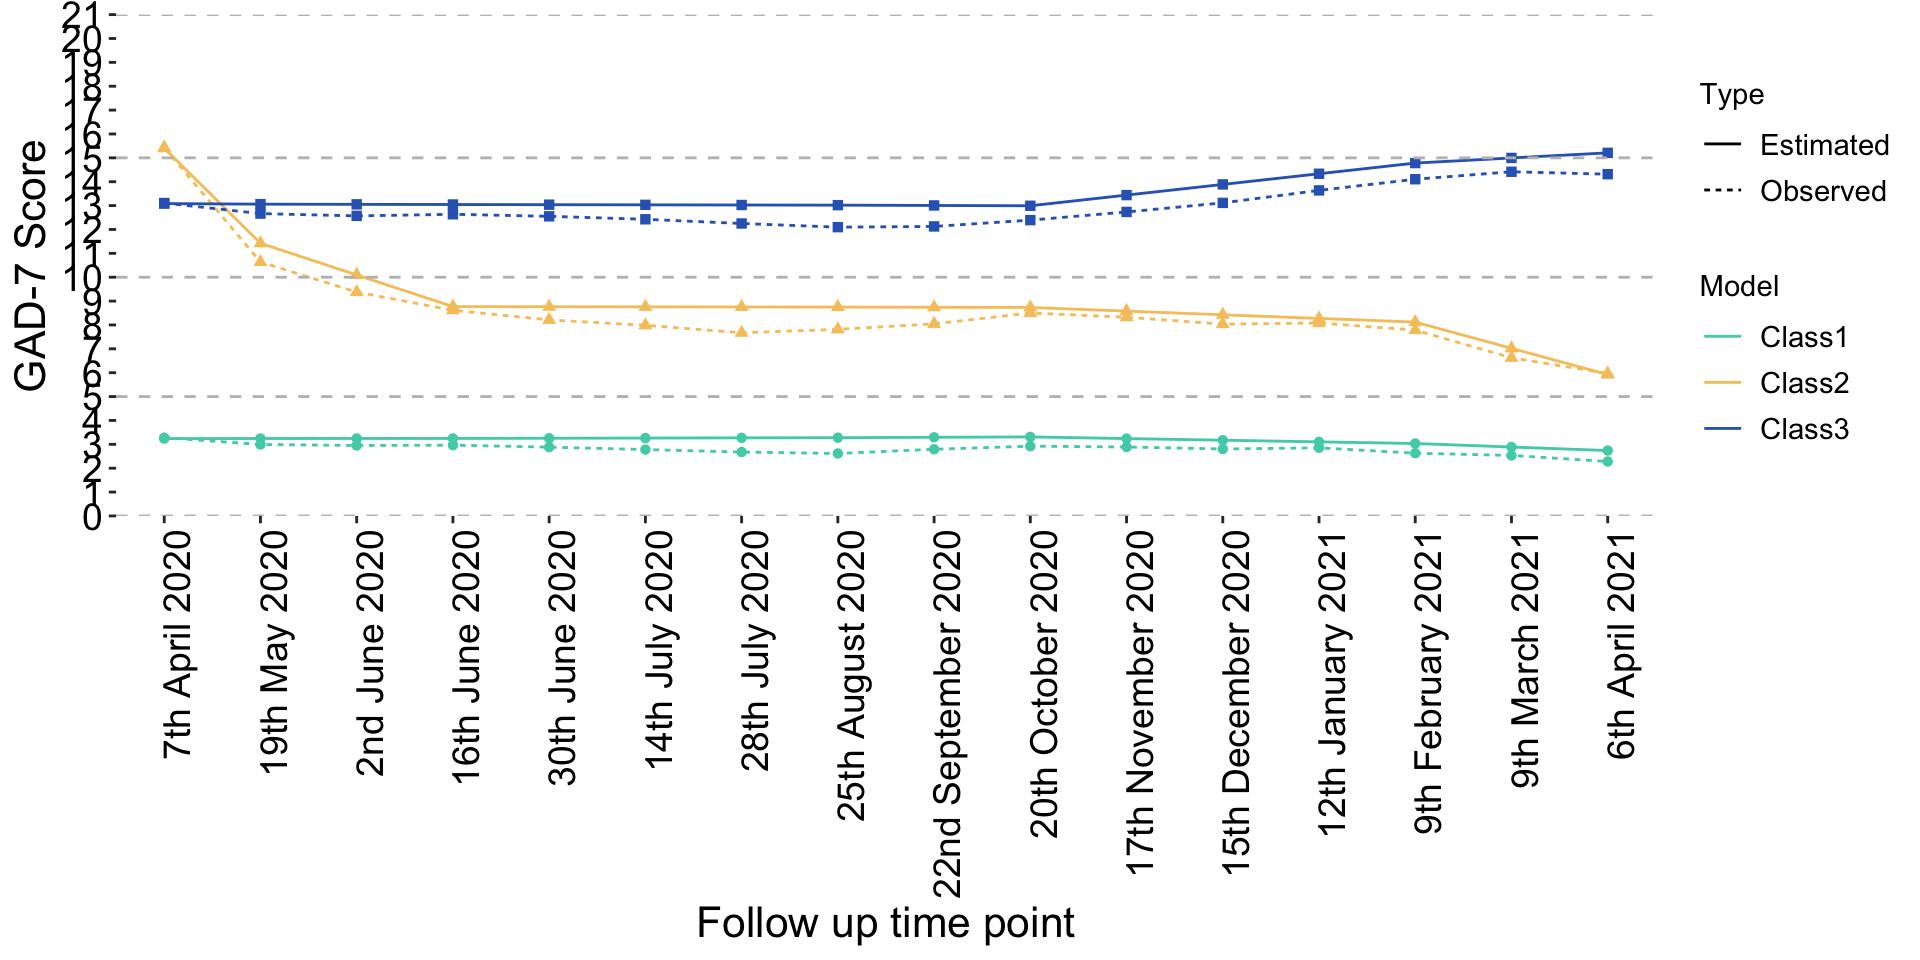 21
20
19
18
17
16
15
14
13
12
11
10
9
8
7
6
5
4
3
2
1
0
GAD-7 Score
7th April 2020
19th May 2020
2nd June 2020
16th June 2020
30th June 2020
14th July 2020
28th July 2020
25th August 2020
22nd September 2020
20th October 2020
17th November 2020
15th December 2020
12th January 2021
9th February 2021
9th March 2021
6th April 2021
Follow up time point
Type
Estimated
Observed
Model
Class1
Class2
Class3